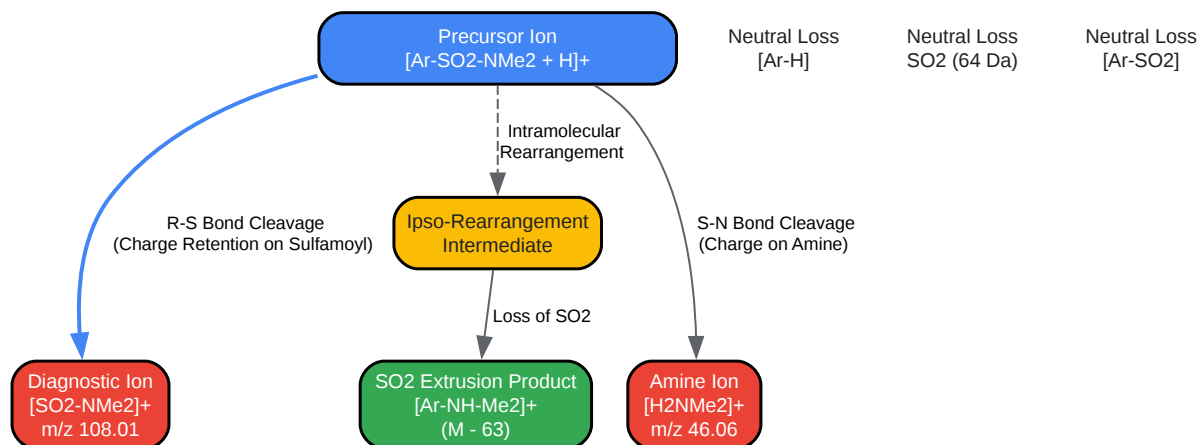 Precursor Ion
[Ar-SO2-NMe2 + H]+
Neutral Loss
[Ar-H]
Neutral Loss
SO2 (64 Da)
Neutral Loss
[Ar-SO2]
Intramolecular
Rearrangement
R-S Bond Cleavage
(Charge Retention on Sulfamoyl)
Ipso-Rearrangement
Intermediate
S-N Bond Cleavage
(Charge on Amine)
Loss of SO2
Diagnostic Ion
[SO2-NMe2]+
m/z 108.01
SO2 Extrusion Product
[Ar-NH-Me2]+
(M - 63)
Amine Ion
[H2NMe2]+
m/z 46.06